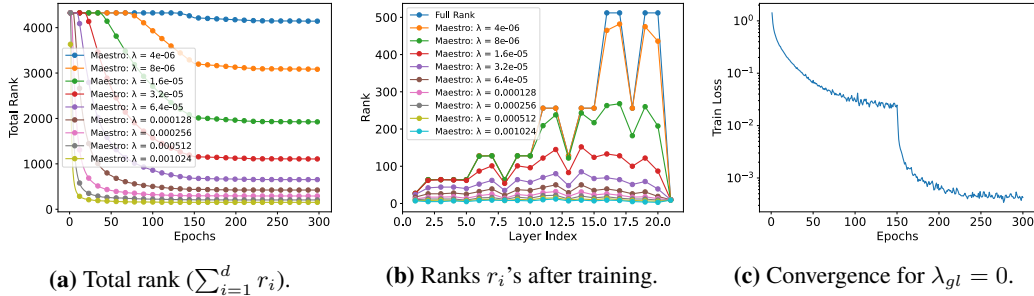 4000
3000
2000
1000
0
Total Rank
Maestro: λ = 4e-06
Maestro: λ = 8e-06
Maestro: λ = 1.6e-05
Maestro: λ = 3.2e-05
Maestro: λ = 6.4e-05
Maestro: λ = 0.000128
Maestro: λ = 0.000256
Maestro: λ = 0.000512
Maestro: λ = 0.001024
0 50 100 150 200 250 300
Epochs
(a) Total rank (∑ᵈᵢ₌₁ rᵢ).
500
400
300
200
100
0
Rank
Full Rank
Maestro: λ = 4e-06
Maestro: λ = 8e-06
Maestro: λ = 1.6e-05
Maestro: λ = 3.2e-05
Maestro: λ = 6.4e-05
Maestro: λ = 0.000128
Maestro: λ = 0.000256
Maestro: λ = 0.000512
Maestro: λ = 0.001024
0.0 2.5 5.0 7.5 10.0 12.5 15.0 17.5 20.0
Layer Index
(b) Ranks rᵢ's after training.
10⁰
10⁻¹
10⁻²
10⁻³
Train Loss
0 50 100 150 200 250 300
Epochs
(c) Convergence for λ_gl = 0.